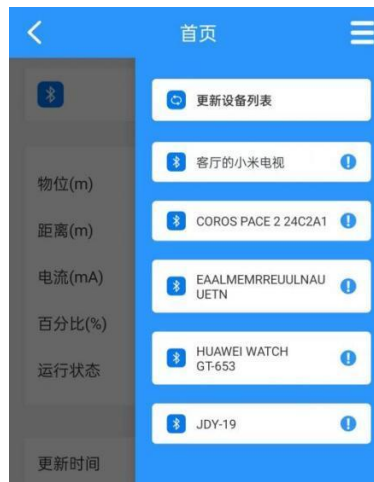 首页
更新设备列表
客厅的小米电视
物位(m)
COROS PACE 2 24C2A1
距离(m)
电流(mA)
EAALMEMRREUULNAU
UETN
百分比(%)
HUAWEI WATCH
GT-653
运行状态
JDY-19
更新时间